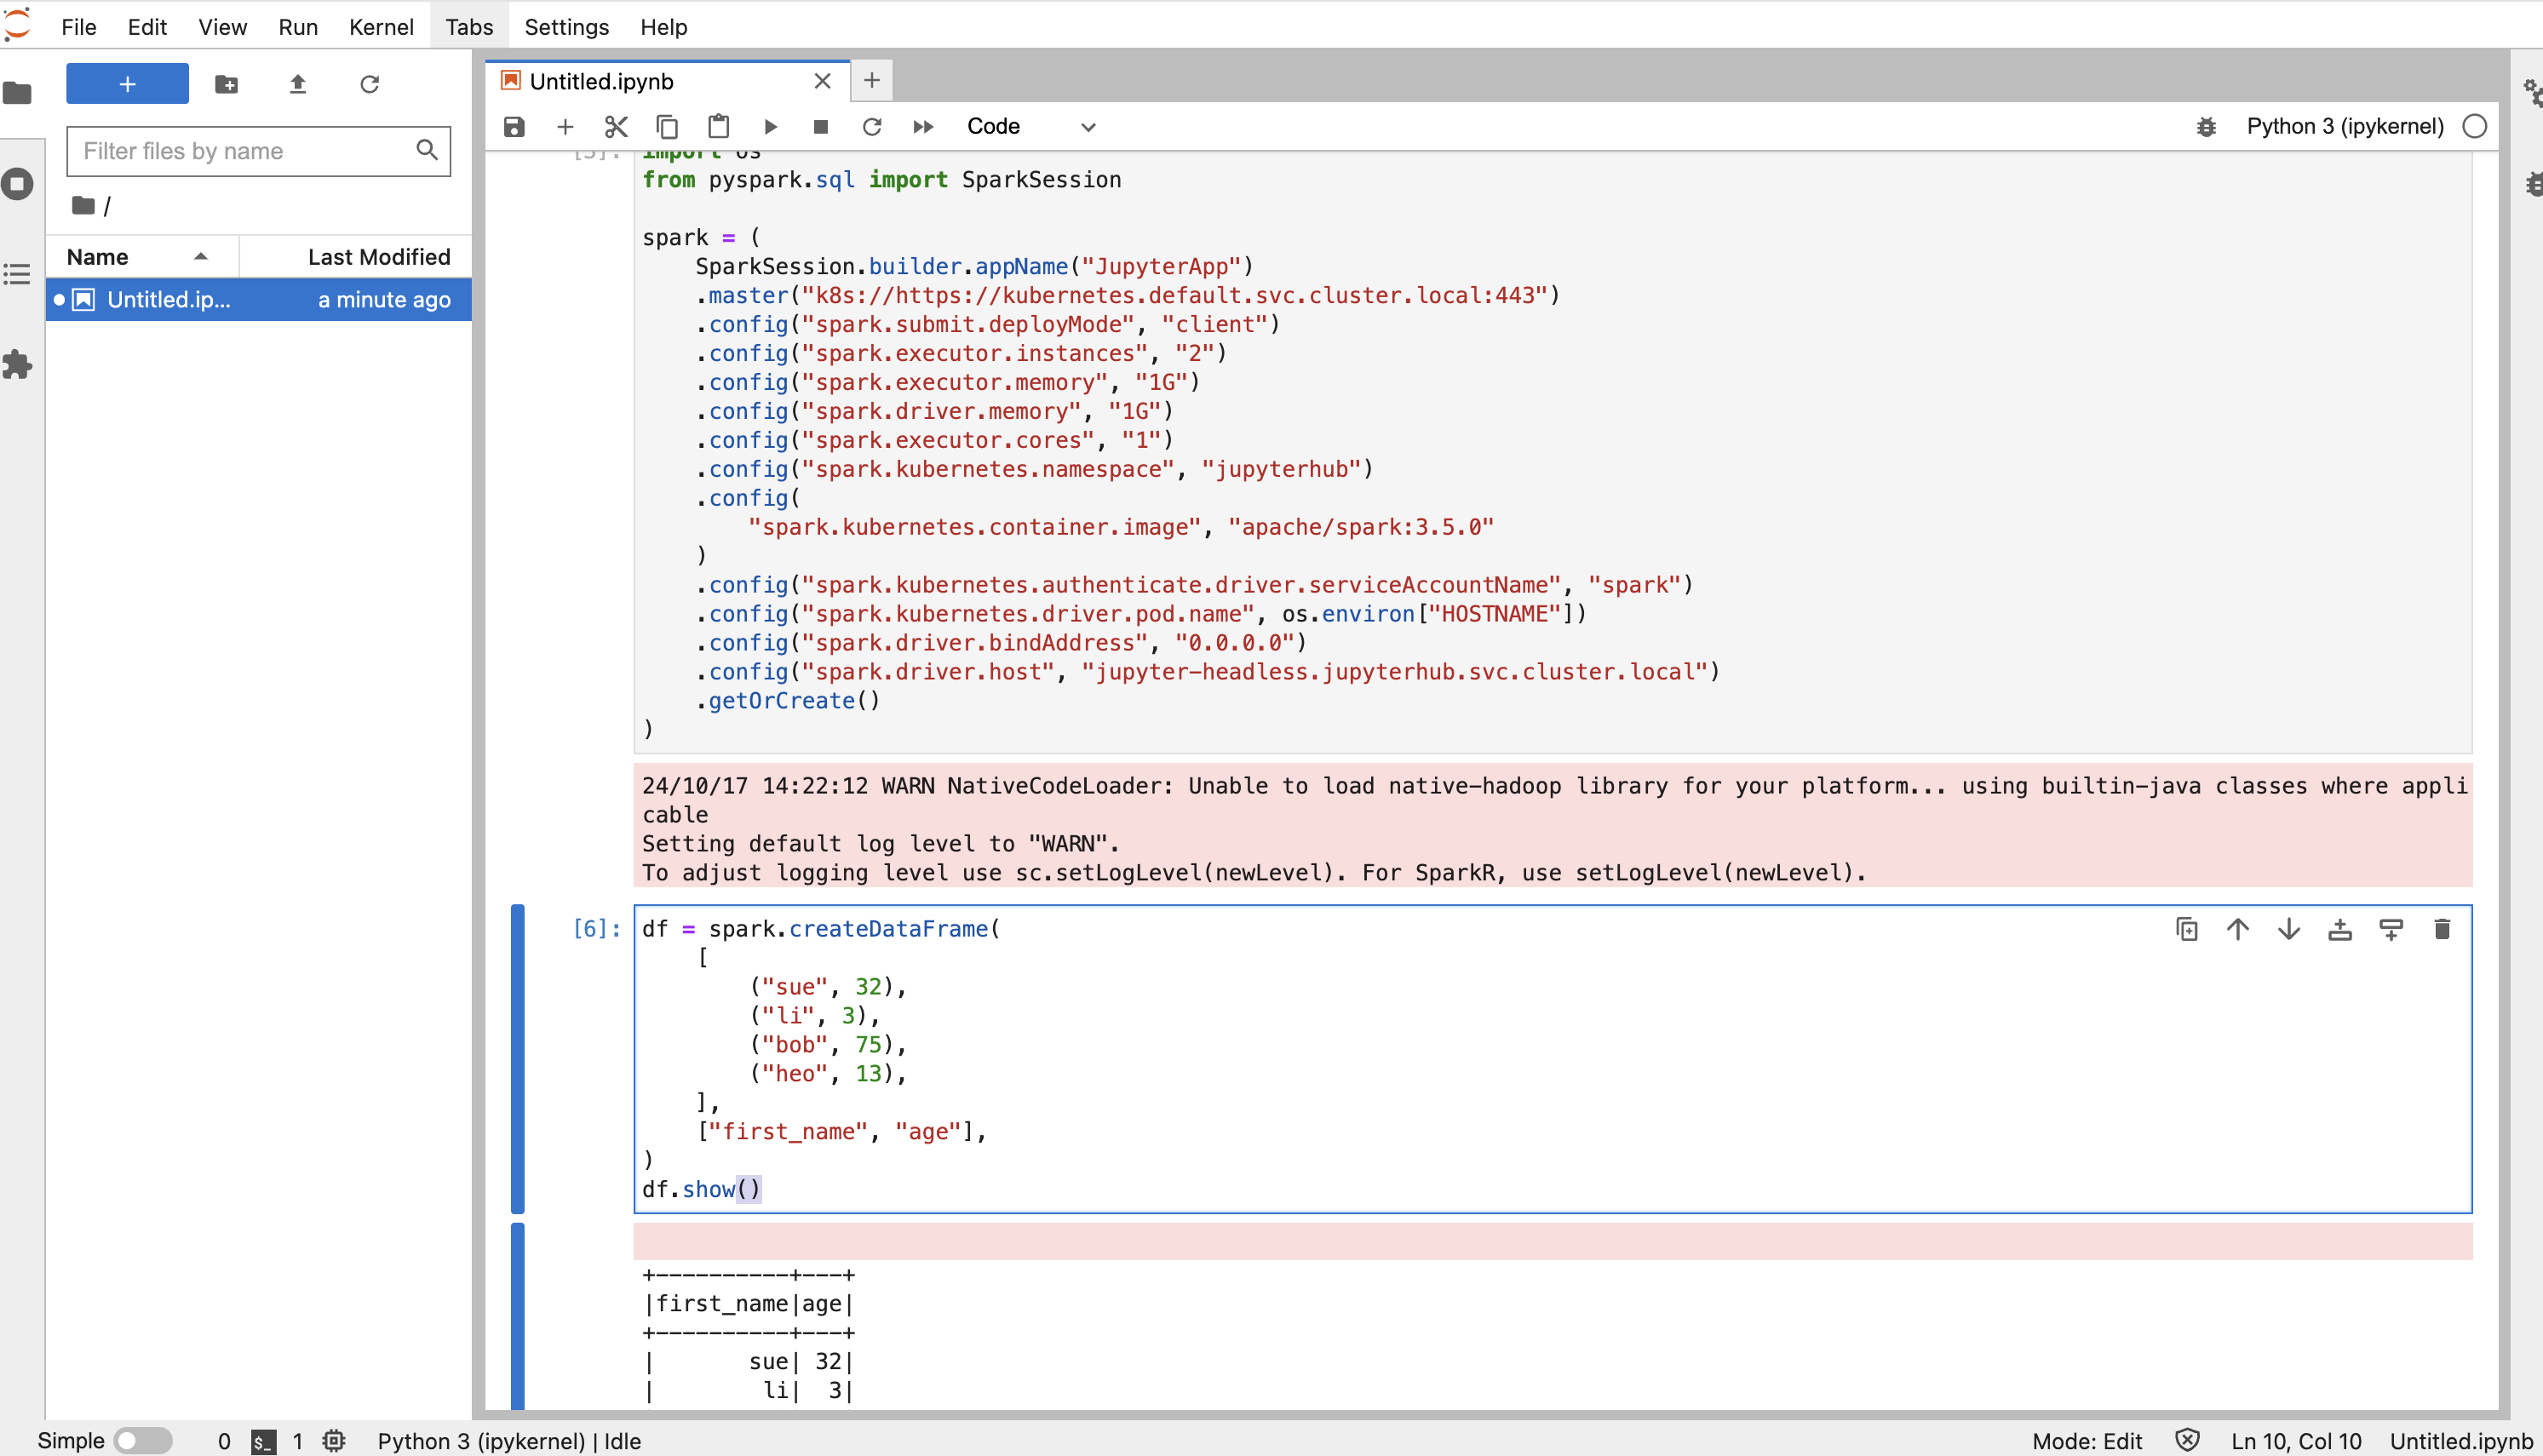 File Edit View Run Kernel Tabs Settings Help
+
Filter files by name
/
Name Last Modified
Untitled.ip... a minute ago
Untitled.ipynb
Code Python 3 (ipykernel)
import os
from pyspark.sql import SparkSession
spark = (
    SparkSession.builder.appName("JupyterApp")
    .master("k8s://https://kubernetes.default.svc.cluster.local:443")
    .config("spark.submit.deployMode", "client")
    .config("spark.executor.instances", "2")
    .config("spark.executor.memory", "1G")
    .config("spark.driver.memory", "1G")
    .config("spark.executor.cores", "1")
    .config("spark.kubernetes.namespace", "jupyterhub")
    .config(
        "spark.kubernetes.container.image", "apache/spark:3.5.0"
    )
    .config("spark.kubernetes.authenticate.driver.serviceAccountName", "spark")
    .config("spark.kubernetes.driver.pod.name", os.environ["HOSTNAME"])
    .config("spark.driver.bindAddress", "0.0.0.0")
    .config("spark.driver.host", "jupyter-headless.jupyterhub.svc.cluster.local")
    .getOrCreate()
)
24/10/17 14:22:12 WARN NativeCodeLoader: Unable to load native-hadoop library for your platform... using builtin-java classes where appli
cable
Setting default log level to "WARN".
To adjust logging level use sc.setLogLevel(newLevel). For SparkR, use setLogLevel(newLevel).
[6]: df = spark.createDataFrame(
    [
        ("sue", 32),
        ("li", 3),
        ("bob", 75),
        ("heo", 13),
    ],
    ["first_name", "age"],
)
df.show()
+----------+---+
|first_name|age|
+----------+---+
|       sue| 32|
|        li|  3|
Simple 0 $_ 1 Python 3 (ipykernel) | Idle Mode: Edit Ln 10, Col 10 Untitled.ipynb